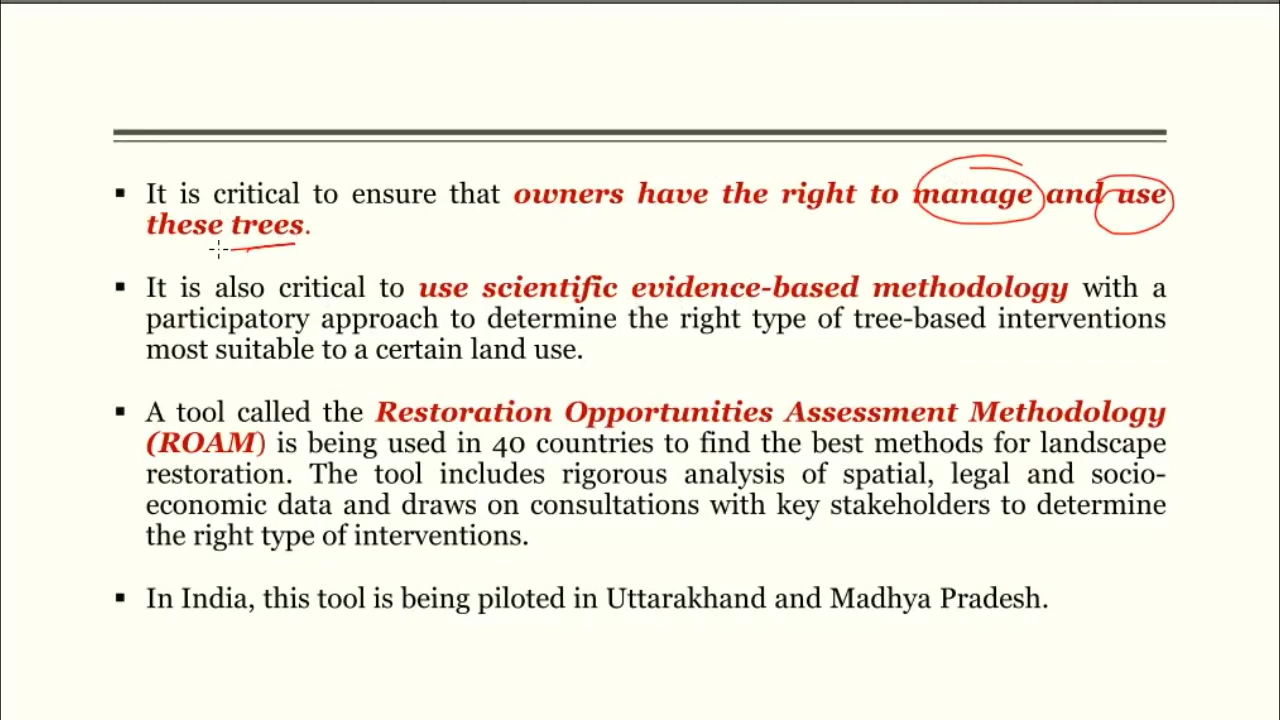 ▪ It is critical to ensure that owners have the right to manage and use
these trees.
▪ It is also critical to use scientific evidence-based methodology with a
participatory approach to determine the right type of tree-based interventions
most suitable to a certain land use.
▪ A tool called the Restoration Opportunities Assessment Methodology
(ROAM) is being used in 40 countries to find the best methods for landscape
restoration. The tool includes rigorous analysis of spatial, legal and socio-
economic data and draws on consultations with key stakeholders to determine
the right type of interventions.
▪ In India, this tool is being piloted in Uttarakhand and Madhya Pradesh.